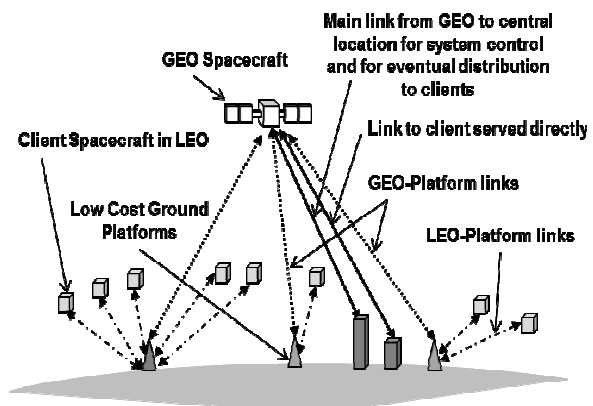 Main link from GEO to central
location for system control
and for eventual distribution
to clients
GEO Spacecraft
Link to client served directly
Client Spacecraft in LEO
GEO-Platform links
Low Cost Ground
Platforms
LEO-Platform links